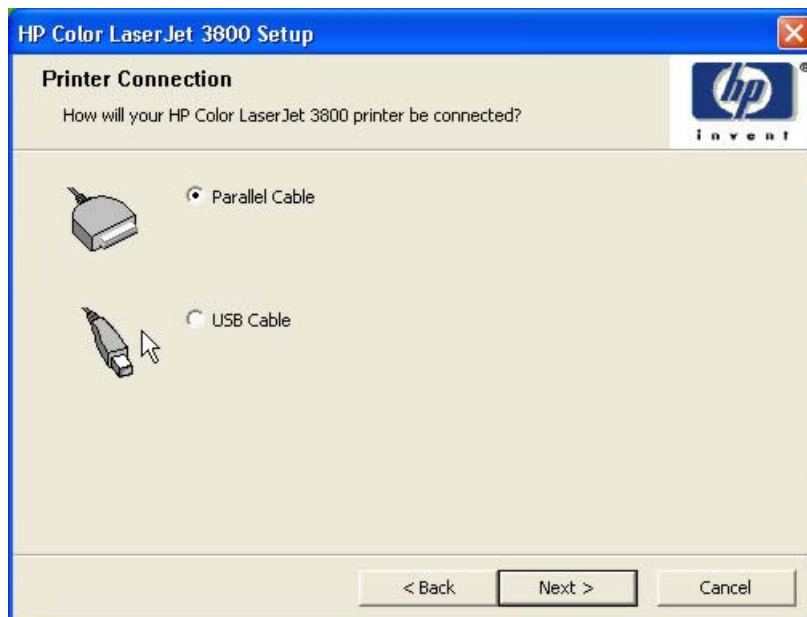 HP Color LaserJet 3800 Setup
Printer Connection
How will your HP Color LaserJet 3800 printer be connected?
hp
®
invent
Parallel Cable
USB Cable
< Back
Next >
Cancel